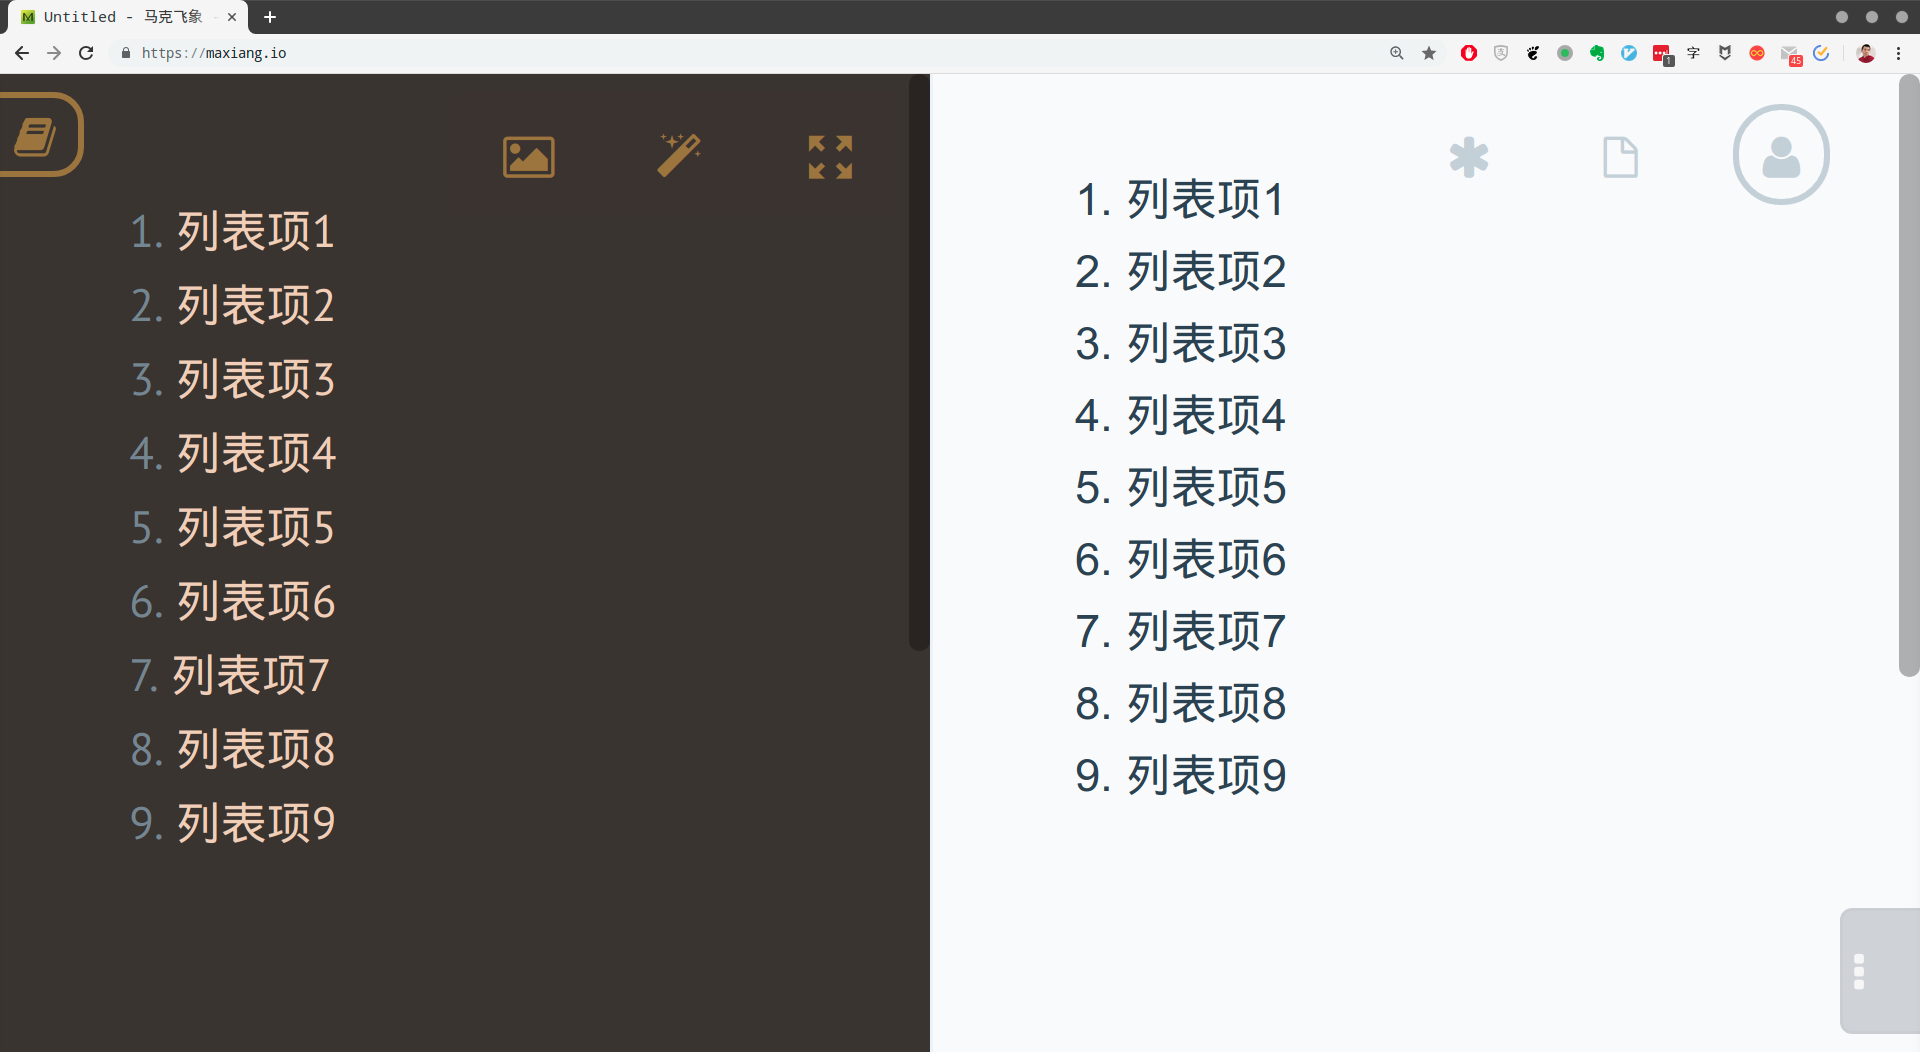 Untitled - 马克飞象 -
https://maxiang.io
字
1
45
1. 列表项1
2. 列表项2
3. 列表项3
4. 列表项4
5. 列表项5
6. 列表项6
7. 列表项7
8. 列表项8
9. 列表项9
1. 列表项1
2. 列表项2
3. 列表项3
4. 列表项4
5. 列表项5
6. 列表项6
7. 列表项7
8. 列表项8
9. 列表项9